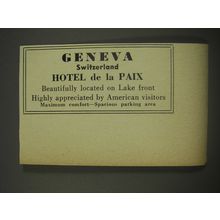 GENEVA
Switzerland
HOTEL de la PAIX
Beautifully located on Lake front
Highly appreciated by American visitors
Maximum comfort—Spacious parking area